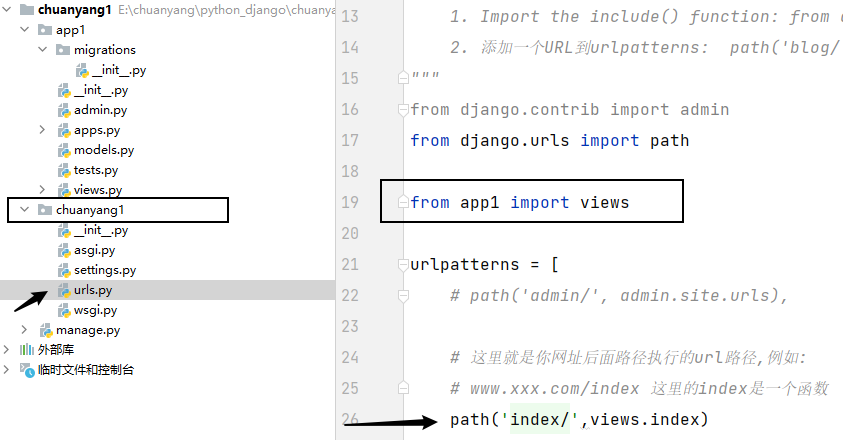 chuanyang1 E:\chuanyang\python_django\chuanya
app1
migrations
__init__.py
__init__.py
admin.py
apps.py
models.py
tests.py
views.py
chuanyang1
__init__.py
asgi.py
settings.py
urls.py
wsgi.py
manage.py
外部库
临时文件和控制台
13 1. Import the include() function: from
14 2. 添加一个URL到urlpatterns: path('blog/
15 """
16 from django.contrib import admin
17 from django.urls import path
18
19 from app1 import views
20
21 urlpatterns = [
22 # path('admin/', admin.site.urls),
23
24 # 这里就是你网址后面路径执行的url路径,例如:
25 # www.xxx.com/index 这里的index是一个函数
26 path('index/',views.index)